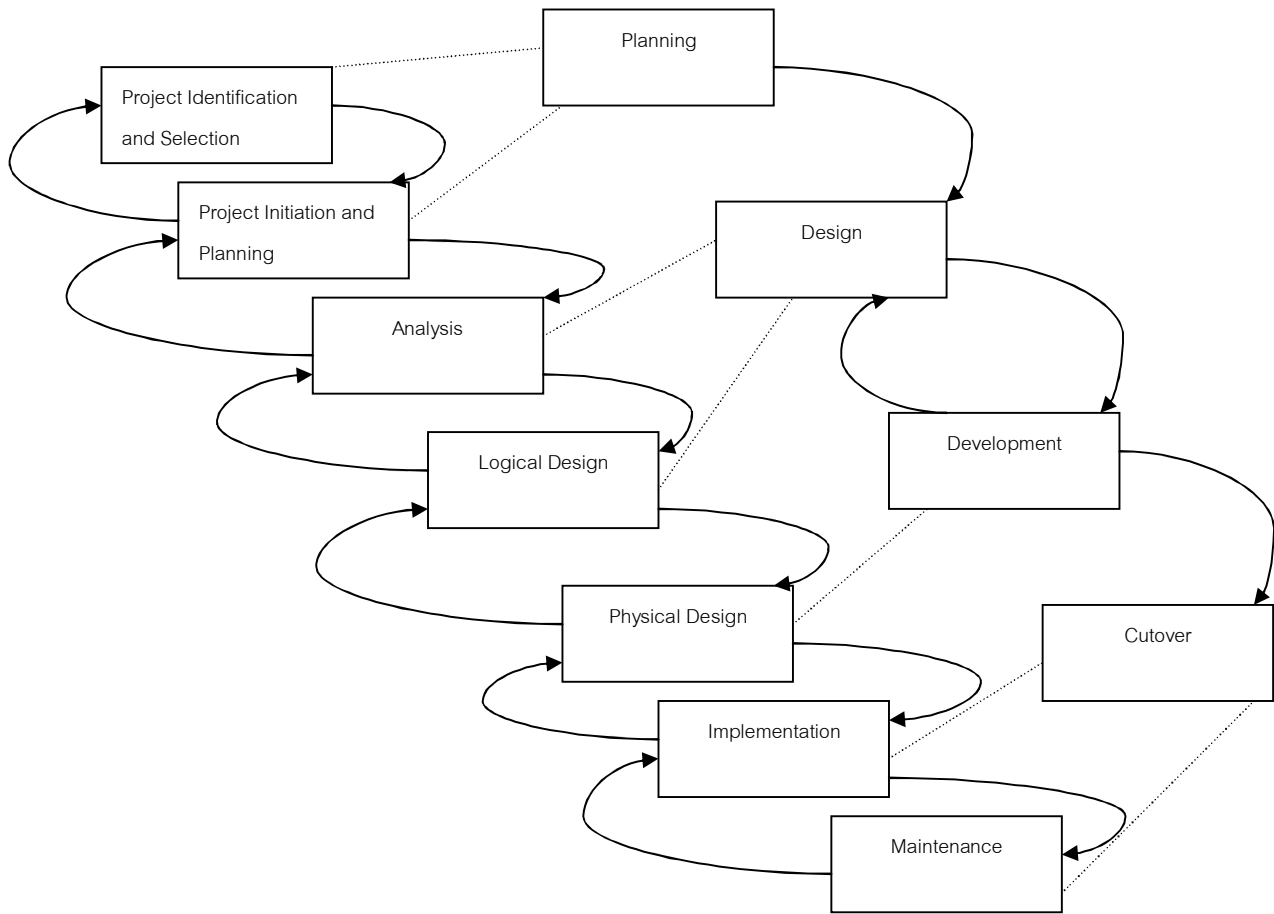 Planning
Project Identification
and Selection
Project Initiation and
Planning
Design
Analysis
Development
Logical Design
Physical Design
Cutover
Implementation
Maintenance